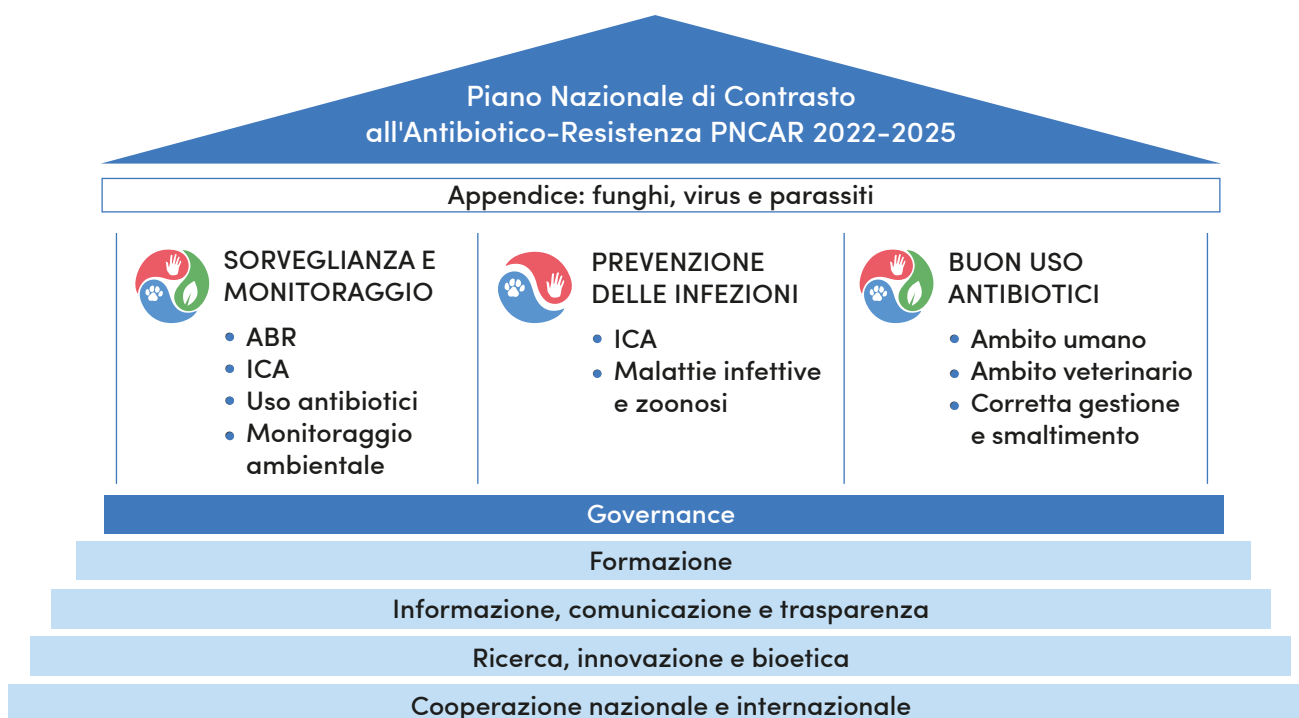 Piano Nazionale di Contrasto
all'Antibiotico-Resistenza PNCAR 2022-2025
Appendice: funghi, virus e parassiti
SORVEGLIANZA E
MONITORAGGIO
• ABR
• ICA
• Uso antibiotici
• Monitoraggio
ambientale
PREVENZIONE
DELLE INFEZIONI
• ICA
• Malattie infettive
e zoonosi
BUON USO
ANTIBIOTICI
• Ambito umano
• Ambito veterinario
• Corretta gestione
e smaltimento
Governance
Formazione
Informazione, comunicazione e trasparenza
Ricerca, innovazione e bioetica
Cooperazione nazionale e internazionale